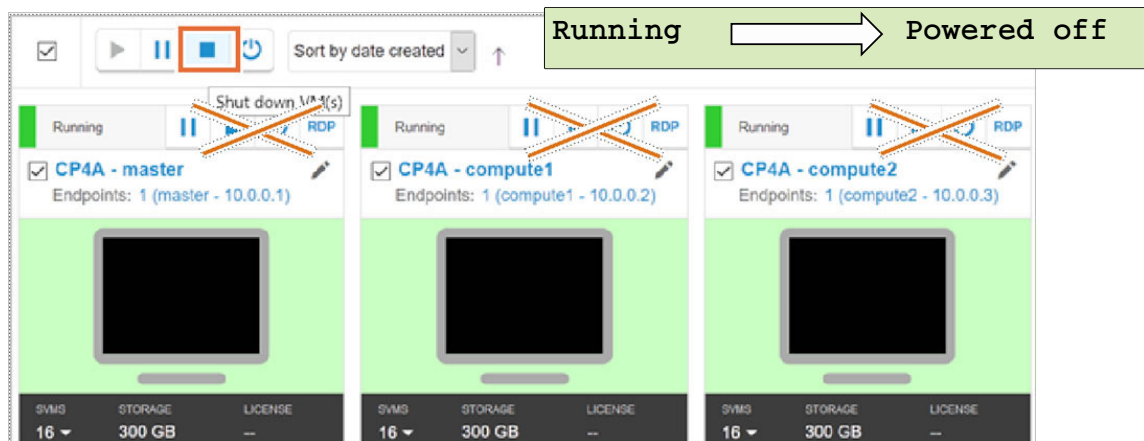 Running Powered off
Sort by date created
Shut down VM(s)
Running RDP
Running RDP
Running RDP
CP4A - master
Endpoints: 1 (master - 10.0.0.1)
CP4A - compute1
Endpoints: 1 (compute1 - 10.0.0.2)
CP4A - compute2
Endpoints: 1 (compute2 - 10.0.0.3)
SVMS STORAGE LICENSE
16 300 GB --
SVMS STORAGE LICENSE
16 300 GB --
SVMS STORAGE LICENSE
16 300 GB --